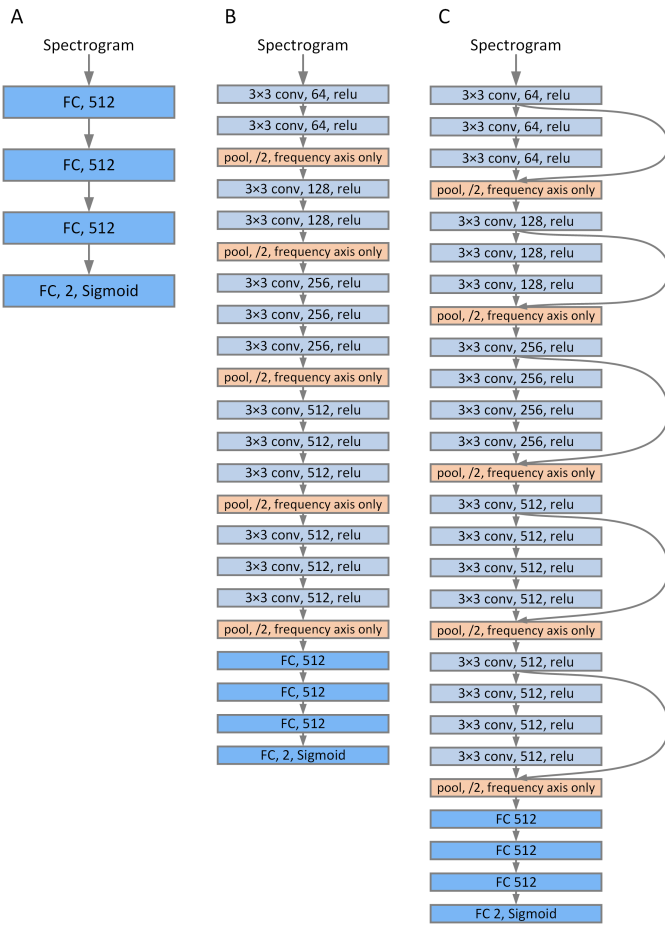 A
Spectrogram
FC, 512
FC, 512
FC, 512
FC, 2, Sigmoid
B
Spectrogram
3×3 conv, 64, relu
3×3 conv, 64, relu
pool, /2, frequency axis only
3×3 conv, 128, relu
3×3 conv, 128, relu
pool, /2, frequency axis only
3×3 conv, 256, relu
3×3 conv, 256, relu
3×3 conv, 256, relu
pool, /2, frequency axis only
3×3 conv, 512, relu
3×3 conv, 512, relu
3×3 conv, 512, relu
pool, /2, frequency axis only
3×3 conv, 512, relu
3×3 conv, 512, relu
3×3 conv, 512, relu
pool, /2, frequency axis only
FC, 512
FC, 512
FC, 512
FC, 2, Sigmoid
C
Spectrogram
3×3 conv, 64, relu
3×3 conv, 64, relu
3×3 conv, 64, relu
pool, /2, frequency axis only
3×3 conv, 128, relu
3×3 conv, 128, relu
3×3 conv, 128, relu
pool, /2, frequency axis only
3×3 conv, 256, relu
3×3 conv, 256, relu
3×3 conv, 256, relu
3×3 conv, 256, relu
pool, /2, frequency axis only
3×3 conv, 512, relu
3×3 conv, 512, relu
3×3 conv, 512, relu
3×3 conv, 512, relu
pool, /2, frequency axis only
3×3 conv, 512, relu
3×3 conv, 512, relu
3×3 conv, 512, relu
3×3 conv, 512, relu
pool, /2, frequency axis only
FC 512
FC 512
FC 512
FC 2, Sigmoid